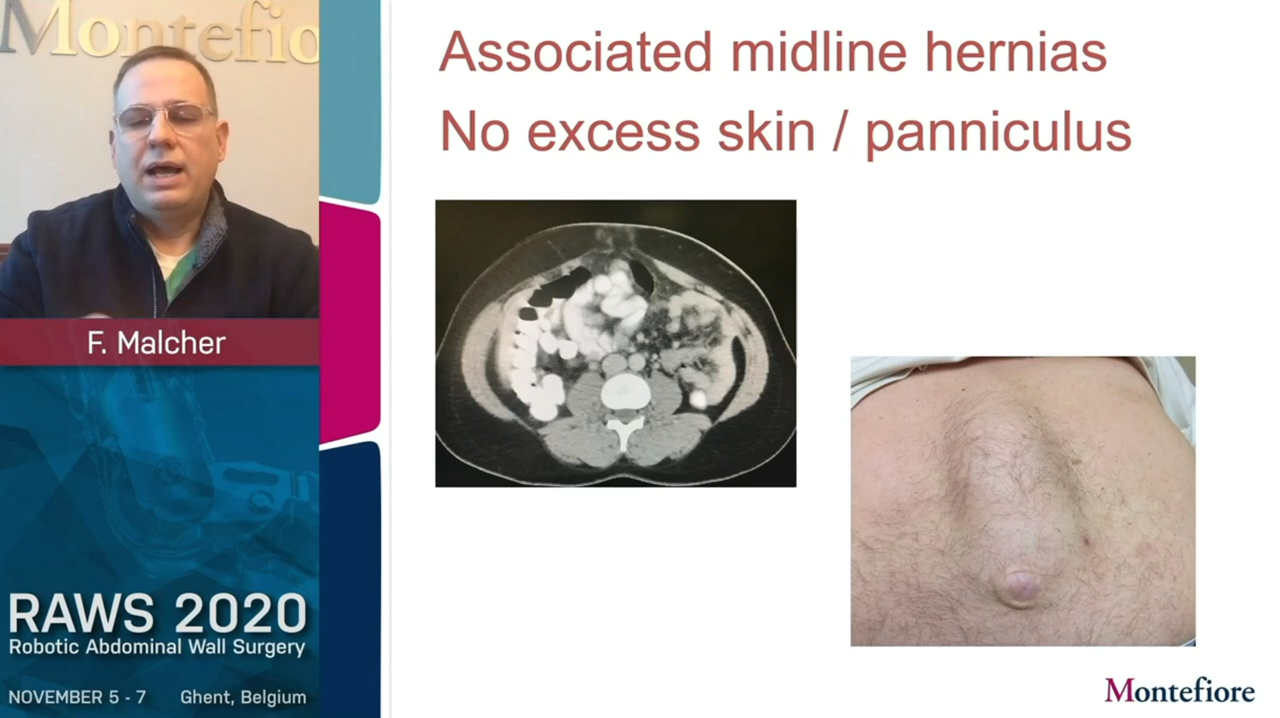 Montefio
Associated midline hernias
No excess skin / panniculus
F. Malcher
RAWS 2020
Robotic Abdominal Wall Surgery
NOVEMBER 5 - 7 Ghent, Belgium
Montefiore